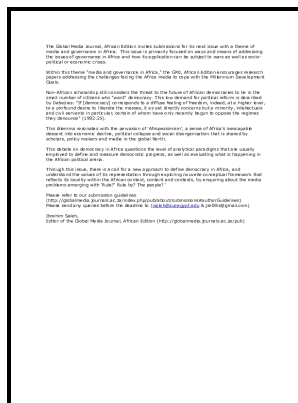 The Global Media Journal, African Edition invites submissions for its next issue with a theme of
media and governance in Africa. This issue is primarily focused on ways and means of addressing
the issues of governance in Africa and how its application can be subject to wars as well as socio-
political or economic crises.
Within this theme "media and governance in Africa," the GMJ, African Edition encourages research
papers addressing the challenges facing the African media to cope with the Millennium Development
Goals.
Non-African scholarship still considers the threat to the future of African democracies to lie in the
small number of citizens who "want" democracy. This low demand for political reform is described
by Decalo: "if [democracy] corresponds to a diffuse feeling of freedom, indeed, at a higher level,
to a profound desire to liberate the masses, it as yet directly concerns but a minority, intellectuals
and civil servants in particular, certain of whom have only recently begun to oppose the regimes
they denounce" (1992:25).
This dilemma resonates with the pervasion of 'Afropessimism', a sense of Africa's inescapable
descent into economic decline, political collapse and social disorganisation that is shared by
scholars, policy makers and media in the global North.
This debate on democracy in Africa questions the level of analytical paradigms that are usually
employed to define and measure democratic progress, as well as evaluating what is happening in
the African political arena.
Through this issue, there is a call for a new approach to define democracy in Africa, and
understand the values of its representation through exploring novel conceptual framework that
reflects its locality within the African context, content and contexts, by enquiring about the media
problems emerging with 'Rule? Rule by? The people? '
Please refer to our submission guidelines
(http://globalmedia.journals.ac.za/index.php/pub/about/submissions#authorGuidelines)
Please send any queries before the deadline to (
Ibrahim Saleh,
Editor of the Global Media Journal, African Edition (http://globalmedia.journals.ac.za/pub)